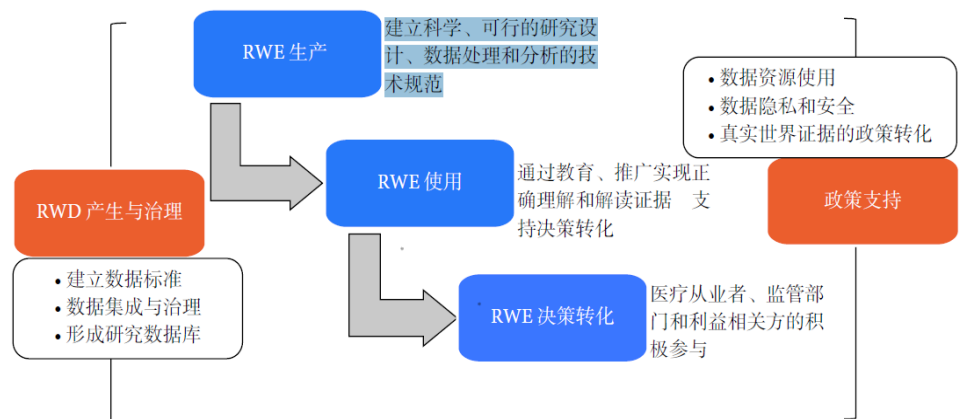 RWE 生产
建立科学、可行的研究设
计、数据处理和分析的技
术规范
• 数据资源使用
• 数据隐私和安全
• 真实世界证据的政策转化
政策支持
RWE 使用
通过教育、推广实现正
确理解和解读证据 支
持决策转化
RWD 产生与治理
• 建立数据标准
• 数据集成与治理
• 形成研究数据库
RWE 决策转化
医疗从业者、监管部
门和利益相关方的积
极参与